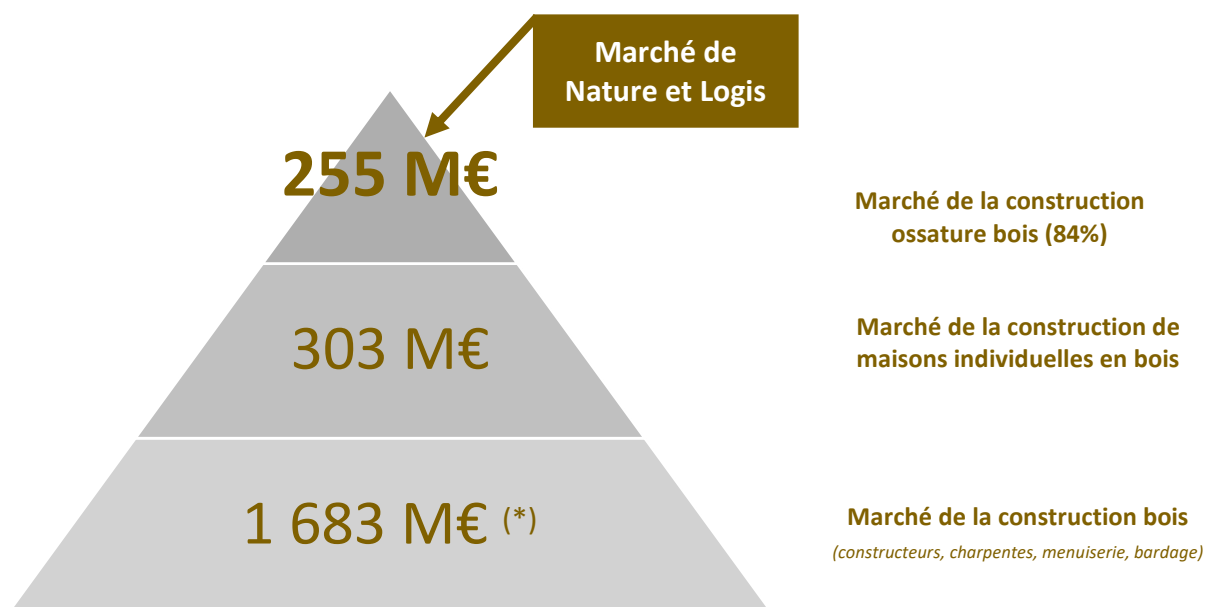 Marché de
Nature et Logis
255 M€
Marché de la construction
ossature bois (84%)
303 M€
Marché de la construction de
maisons individuelles en bois
1 683 M€ (*)
Marché de la construction bois
(constructeurs, charpentes, menuiserie, bardage)